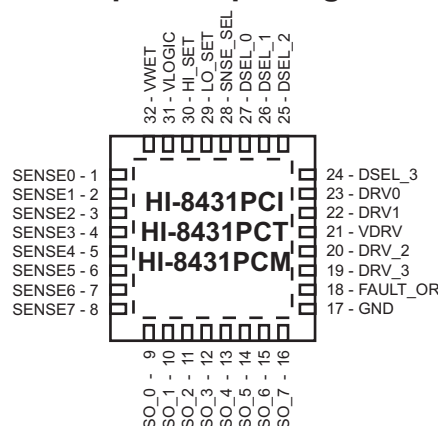 32 - VWET
31 - VLOGIC
30 - HI_SET
29 - LO_SET
28 - SNSE_SEL
27 - DSEL_0
26 - DSEL_1
25 - DSEL_2
SENSE0 - 1
SENSE1 - 2
SENSE2 - 3
SENSE3 - 4
SENSE4 - 5
SENSE5 - 6
SENSE6 - 7
SENSE7 - 8
HI-8431PCI
HI-8431PCT
HI-8431PCM
24 - DSEL_3
23 - DRV0
22 - DRV1
21 - VDRV
20 - DRV_2
19 - DRV_3
18 - FAULT_OR
17 - GND
SO_0 - 9
SO_1 - 10
SO_2 - 11
SO_3 - 12
SO_4 - 13
SO_5 - 14
SO_6 - 15
SO_7 - 16